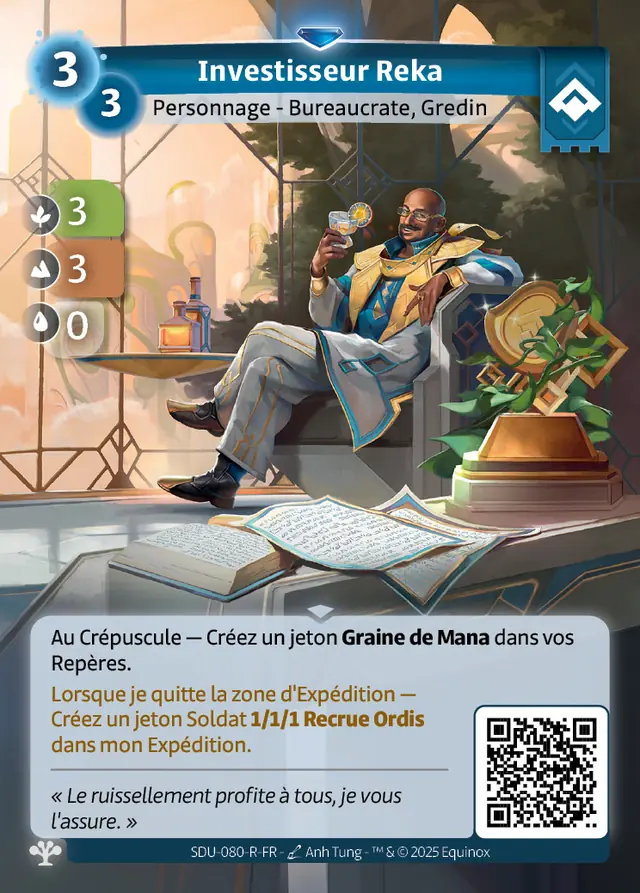 3
Investisseur Reka
3
Personnage - Bureaucrate, Gredin
3
3
0
Au Crépuscule — Créez un jeton Graine de Mana dans vos
Repères.
Lorsque je quitte la zone d'Expédition —
Créez un jeton Soldat 1/1/1 Recrue Ordis
dans mon Expédition.
« Le ruissellement profite à tous, je vous
l'assure. »
SDU-080-R-FR - Anh Tung - ™ & © 2025 Equinox